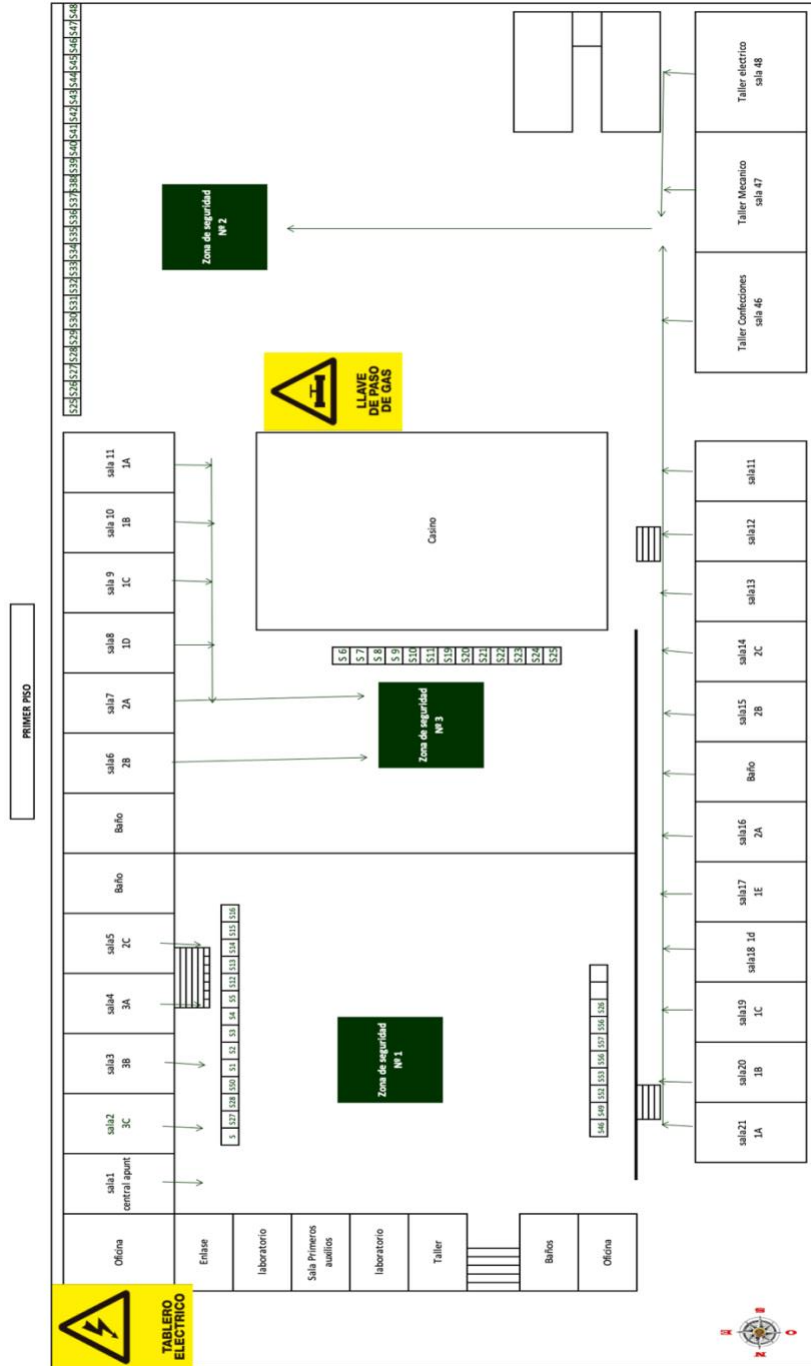 PRIMER PISO
TABLERO
ELECTRICO
Oficina
sala1
central apunt
sala2
3C
sala3
3B
sala4
3A
sala5
2C
Baño
Baño
sala6
2B
sala7
2A
sala8
1D
sala 9
1C
sala 10
1B
sala 11
1A
S25 S26 S27 S28 S29 S30 S31 S32 S33 S34 S35 S36 S37 S38 S39 S40 S41 S42 S43 S44 S45 S46 S47 S48
Enlase
laboratorio
Sala Primeros
auxilios
laboratorio
Taller
Baños
Oficina
S S27 S28 S50 S1 S2 S3 S4 S5 S12 S13 S14 S15 S16
Zona de seguridad
Nº 1
S46 S49 S52 S53 S56 S57 S56 S26
Zona de seguridad
Nº 3
S 6
S 7
S 8
S 9
S10
S11
S19
S20
S21
S22
S23
S24
S25
Casino
LLAVE
DE PASO
DE GAS
Zona de seguridad
Nº 2
sala21
1A
sala20
1B
sala19
1C
sala18 1d
sala17
1E
sala16
2A
Baño
sala15
2B
sala14
2C
sala13
sala12
sala11
Taller Confecciones
sala 46
Taller Mecanico
sala 47
Taller electrico
sala 48
E
N
S
O